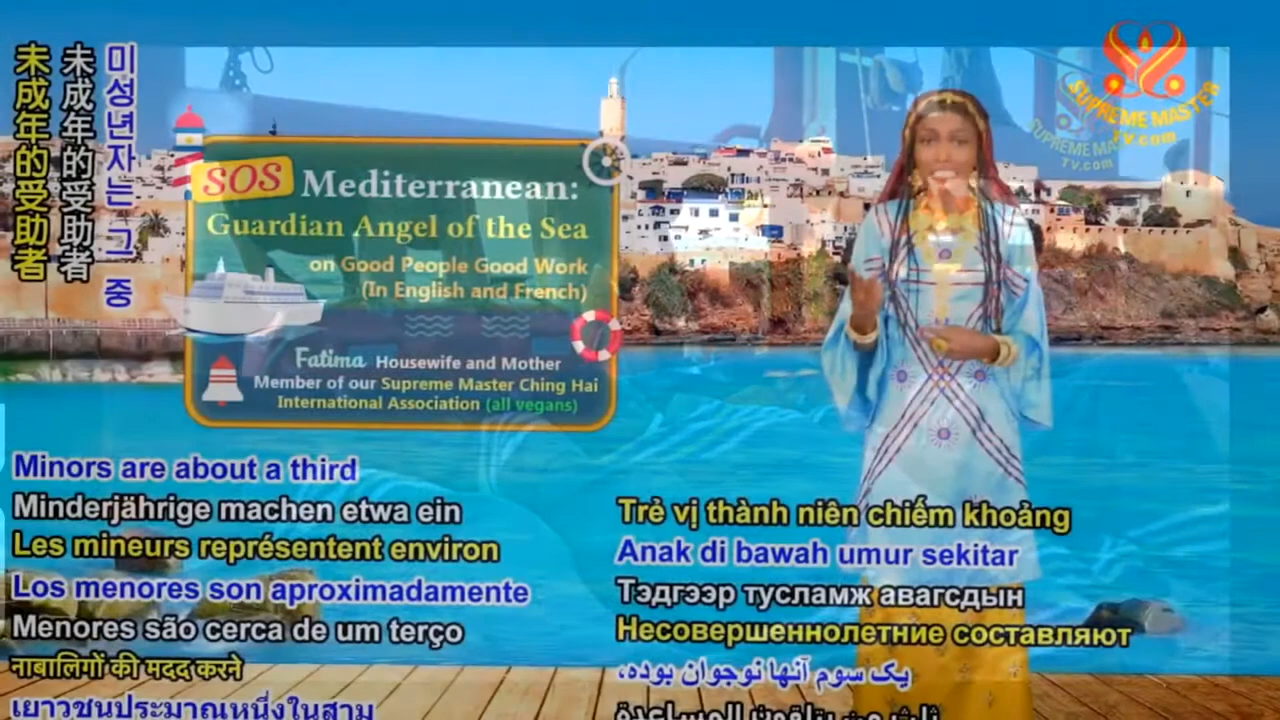 未成年的受助者
未成年的受助者
미성년자는 그 중
SUPREME MASTER
TV.com
SOS Mediterranean:
Guardian Angel of the Sea
on Good People Good Work
(In English and French)
Fatima Housewife and Mother
Member of our Supreme Master Ching Hai
International Association (all vegans)
Minors are about a third
Minderjährige machen etwa ein
Les mineurs représentent environ
Los menores son aproximadamente
Menores são cerca de um terço
नाबालिगों की मदद करने
เยาวชนประมาณหนึ่งในสาม
Trẻ vị thành niên chiếm khoảng
Anak di bawah umur sekitar
Тэдгээр тусламж авагсдын
Несовершеннолетние составляют
یک سوم آنها نوجوان بوده،
ثلث من يتلقون المساعدة